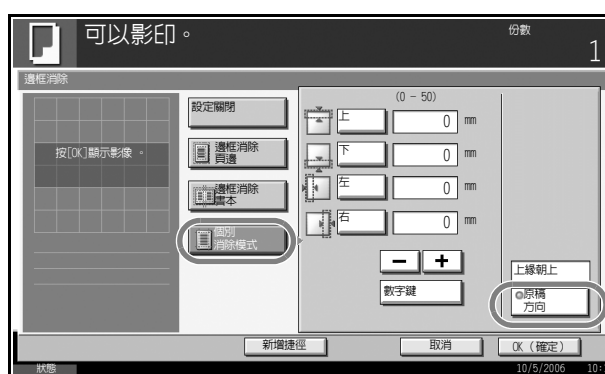 可以影印。
份數
1
邊框消除
按[OK]顯示影像。
設定關閉
邊框消除
頁邊
邊框消除
書本
個別
消除模式
(0 - 50)
上
0 mm
下
0 mm
左
0 mm
右
0 mm
－ ＋
數字鍵
上緣朝上
原稿
方向
新增捷徑
取消
OK（確定）
狀態
10/5/2006 10: